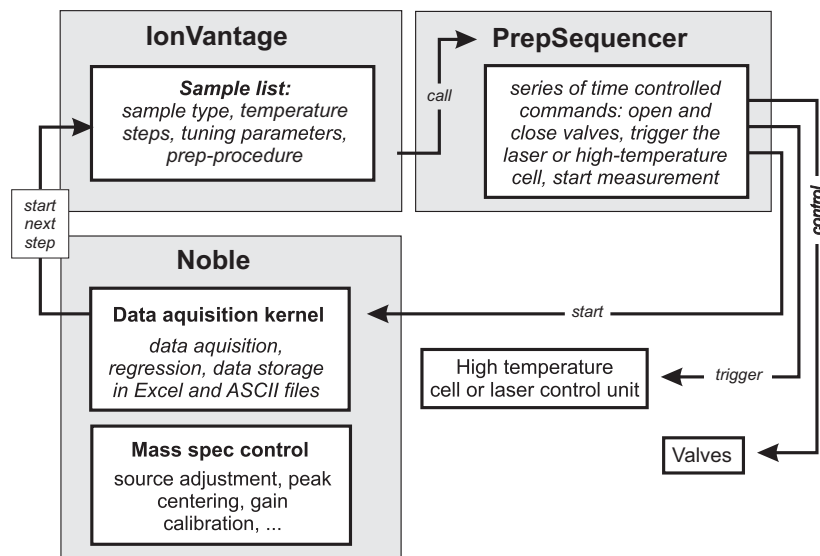 IonVantage
Sample list:
sample type, temperature
steps, tuning parameters,
prep-procedure
call
PrepSequencer
series of time controlled
commands: open and
close valves, trigger the
laser or high-temperature
cell, start measurement
control
start
next
step
Noble
Data aquisition kernel
data aquisition,
regression, data storage
in Excel and ASCII files
Mass spec control
source adjustment, peak
centering, gain
calibration, ...
start
High temperature
cell or laser control unit
trigger
Valves